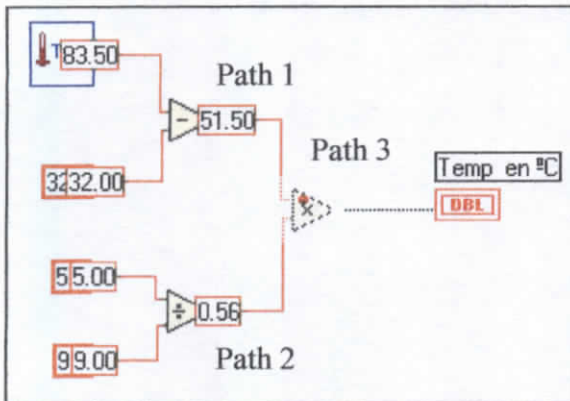 T
83.50
Path 1
−
51.50
32
32.00
Path 3
×
Temp en ºC
DBL
5
5.00
÷
0.56
9
9.00
Path 2